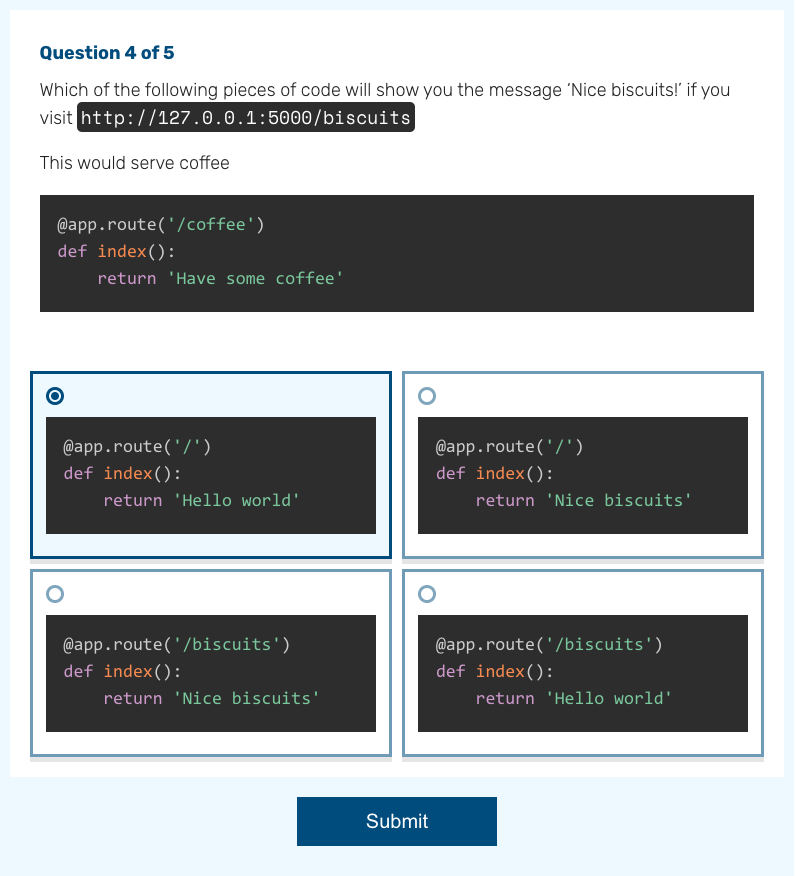 Question 4 of 5
Which of the following pieces of code will show you the message ‘Nice biscuits!’ if you
visit http://127.0.0.1:5000/biscuits
This would serve coffee
@app.route('/coffee')
def index():
    return 'Have some coffee'
@app.route('/')
def index():
    return 'Hello world'
@app.route('/')
def index():
    return 'Nice biscuits'
@app.route('/biscuits')
def index():
    return 'Nice biscuits'
@app.route('/biscuits')
def index():
    return 'Hello world'
Submit